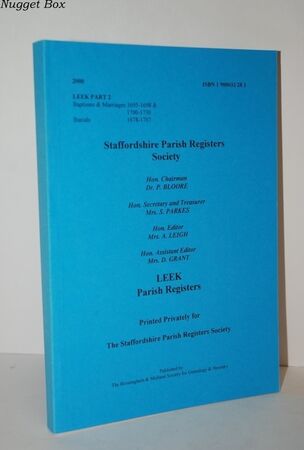 Nugget Box
2000
ISBN 1 900031 28 1
LEEK PART 2
Baptisms & Marriages 1695-1698 &
1700-1770
Burials 1678-1767
Staffordshire Parish Registers
Society
Hon. Chairman
Dr. P. BLOORE
Hon. Secretary and Treasurer
Mrs. S. PARKES
Hon. Editor
Mrs. A. LEIGH
Hon. Assistant Editor
Mrs. D. GRANT
LEEK
Parish Registers
Printed Privately for
The Staffordshire Parish Registers Society
Published by
The Birmingham & Midland Society for Genealogy & Heraldry